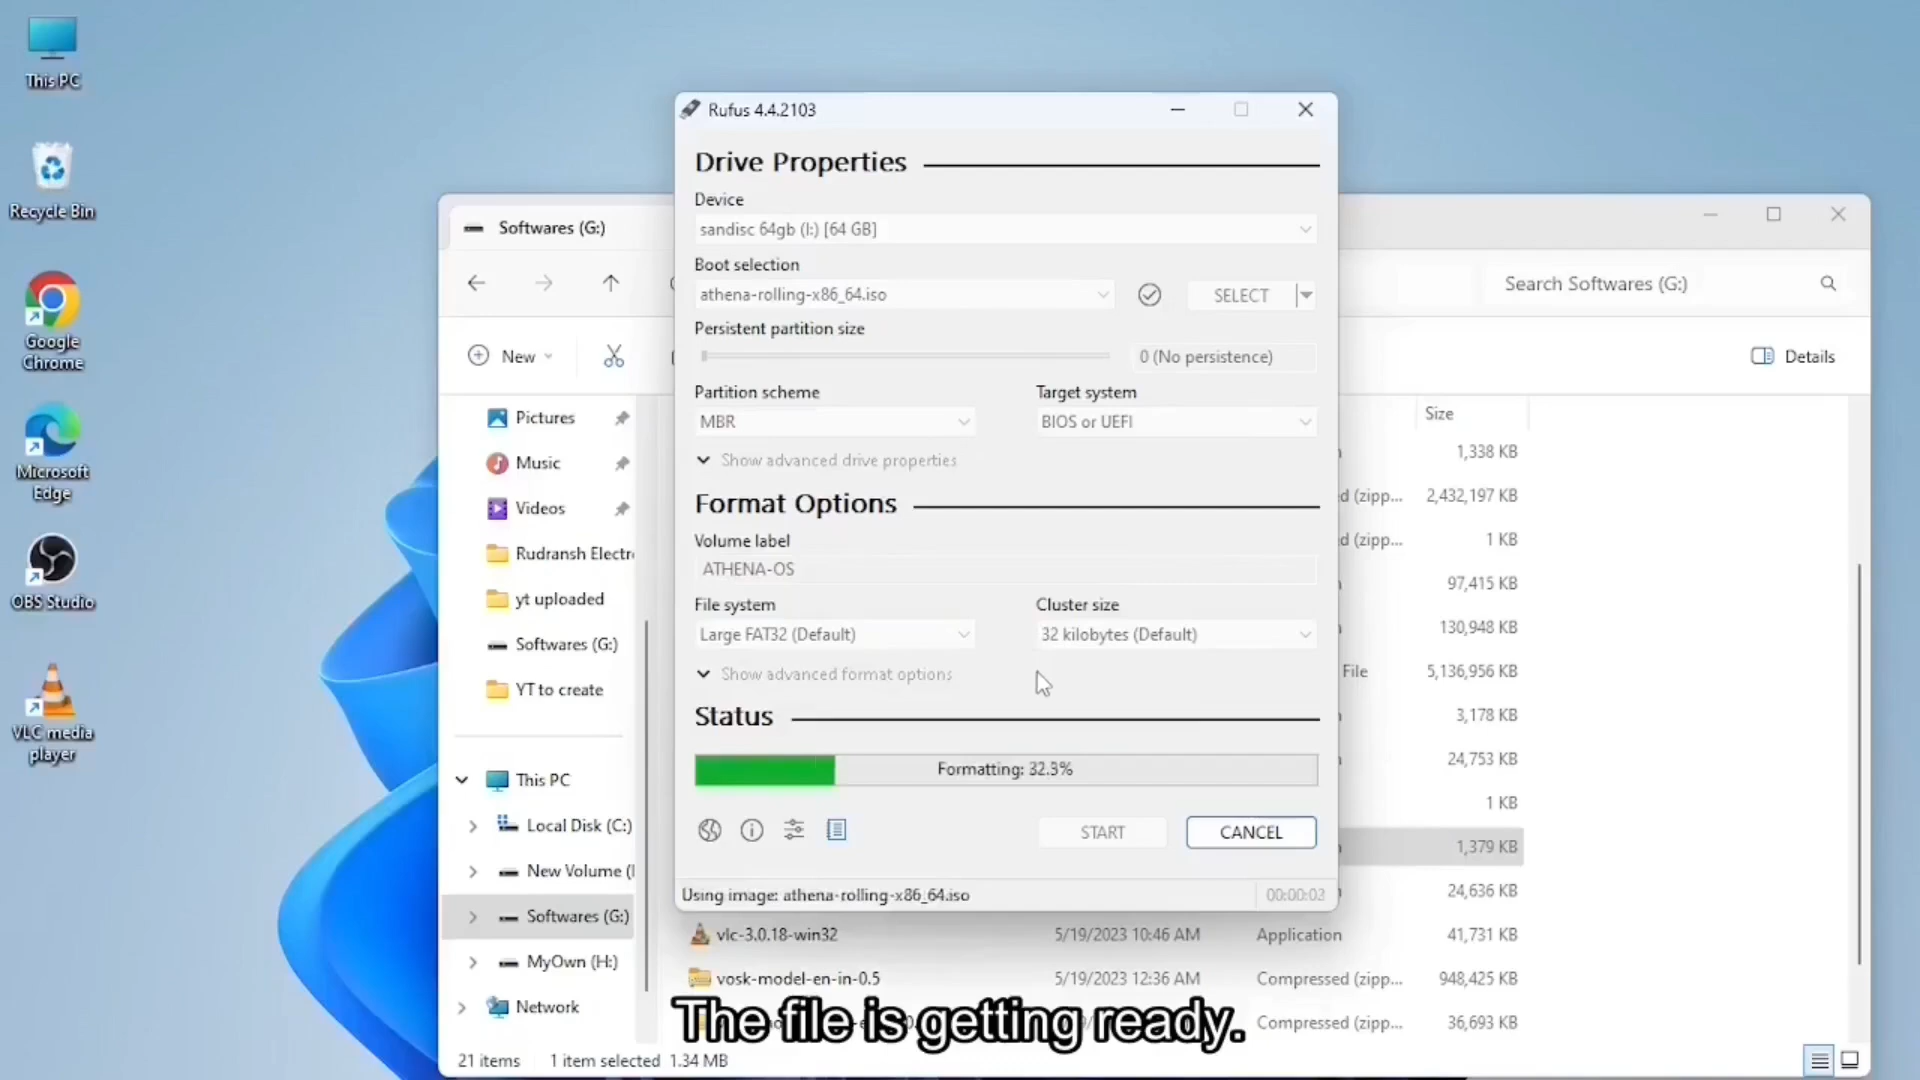 This PC
Recycle Bin
Google
Chrome
Microsoft
Edge
OBS Studio
VLC media
player
Softwares (G:)
Search Softwares (G:)
New
Details
Pictures
Music
Videos
Rudransh Electr
yt uploaded
Softwares (G:)
YT to create
This PC
Local Disk (C:)
New Volume (
Softwares (G:)
MyOwn (H:)
Network
Rufus 4.4.2103
Drive Properties
Device
sandisc 64gb (I:) [64 GB]
Boot selection
athena-rolling-x86_64.iso
SELECT
Persistent partition size
0 (No persistence)
Partition scheme
Target system
MBR
BIOS or UEFI
Show advanced drive properties
Format Options
Volume label
ATHENA-OS
File system
Cluster size
Large FAT32 (Default)
32 kilobytes (Default)
Show advanced format options
Status
Formatting: 32.3%
START
CANCEL
Using image: athena-rolling-x86_64.iso
00:00:03
Size
1,338 KB
d (zipp... 2,432,197 KB
d (zipp... 1 KB
97,415 KB
130,948 KB
File 5,136,956 KB
3,178 KB
24,753 KB
1 KB
1,379 KB
24,636 KB
vlc-3.0.18-win32 5/19/2023 10:46 AM Application 41,731 KB
vosk-model-en-in-0.5 5/19/2023 12:36 AM Compressed (zipp... 948,425 KB
Compressed (zipp... 36,693 KB
The file is getting ready.
21 items 1 item selected 1.34 MB